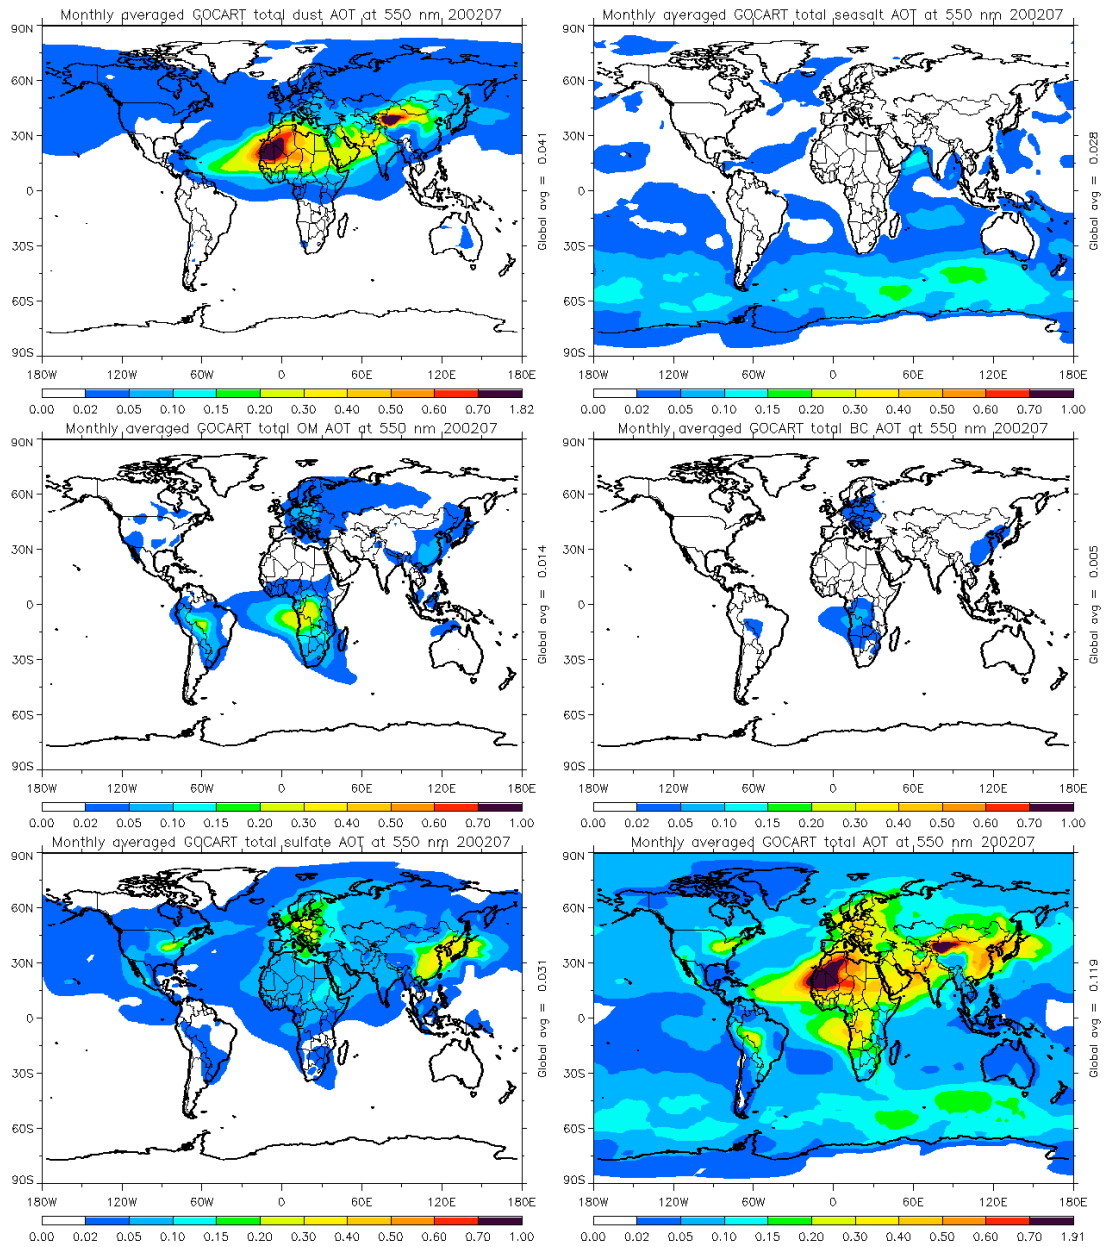 Monthly averaged GOCART total dust AOT at 550 nm 200207
90N
60N
30N
0
30S
60S
90S
180W 120W 60W 0 60E 120E 180E
Global avg = 0.041
0.00 0.02 0.05 0.10 0.15 0.20 0.30 0.40 0.50 0.60 0.70 1.82
Monthly averaged GOCART total seasalt AOT at 550 nm 200207
90N
60N
30N
0
30S
60S
90S
180W 120W 60W 0 60E 120E 180E
Global avg = 0.028
0.00 0.02 0.05 0.10 0.15 0.20 0.30 0.40 0.50 0.60 0.70 1.00
Monthly averaged GOCART total OM AOT at 550 nm 200207
90N
60N
30N
0
30S
60S
90S
180W 120W 60W 0 60E 120E 180E
Global avg = 0.014
0.00 0.02 0.05 0.10 0.15 0.20 0.30 0.40 0.50 0.60 0.70 1.00
Monthly averaged GOCART total BC AOT at 550 nm 200207
90N
60N
30N
0
30S
60S
90S
180W 120W 60W 0 60E 120E 180E
Global avg = 0.005
0.00 0.02 0.05 0.10 0.15 0.20 0.30 0.40 0.50 0.60 0.70 1.00
Monthly averaged GOCART total sulfate AOT at 550 nm 200207
90N
60N
30N
0
30S
60S
90S
180W 120W 60W 0 60E 120E 180E
Global avg = 0.031
0.00 0.02 0.05 0.10 0.15 0.20 0.30 0.40 0.50 0.60 0.70 1.00
Monthly averaged GOCART total AOT at 550 nm 200207
90N
60N
30N
0
30S
60S
90S
180W 120W 60W 0 60E 120E 180E
Global avg = 0.119
0.00 0.02 0.05 0.10 0.15 0.20 0.30 0.40 0.50 0.60 0.70 1.91